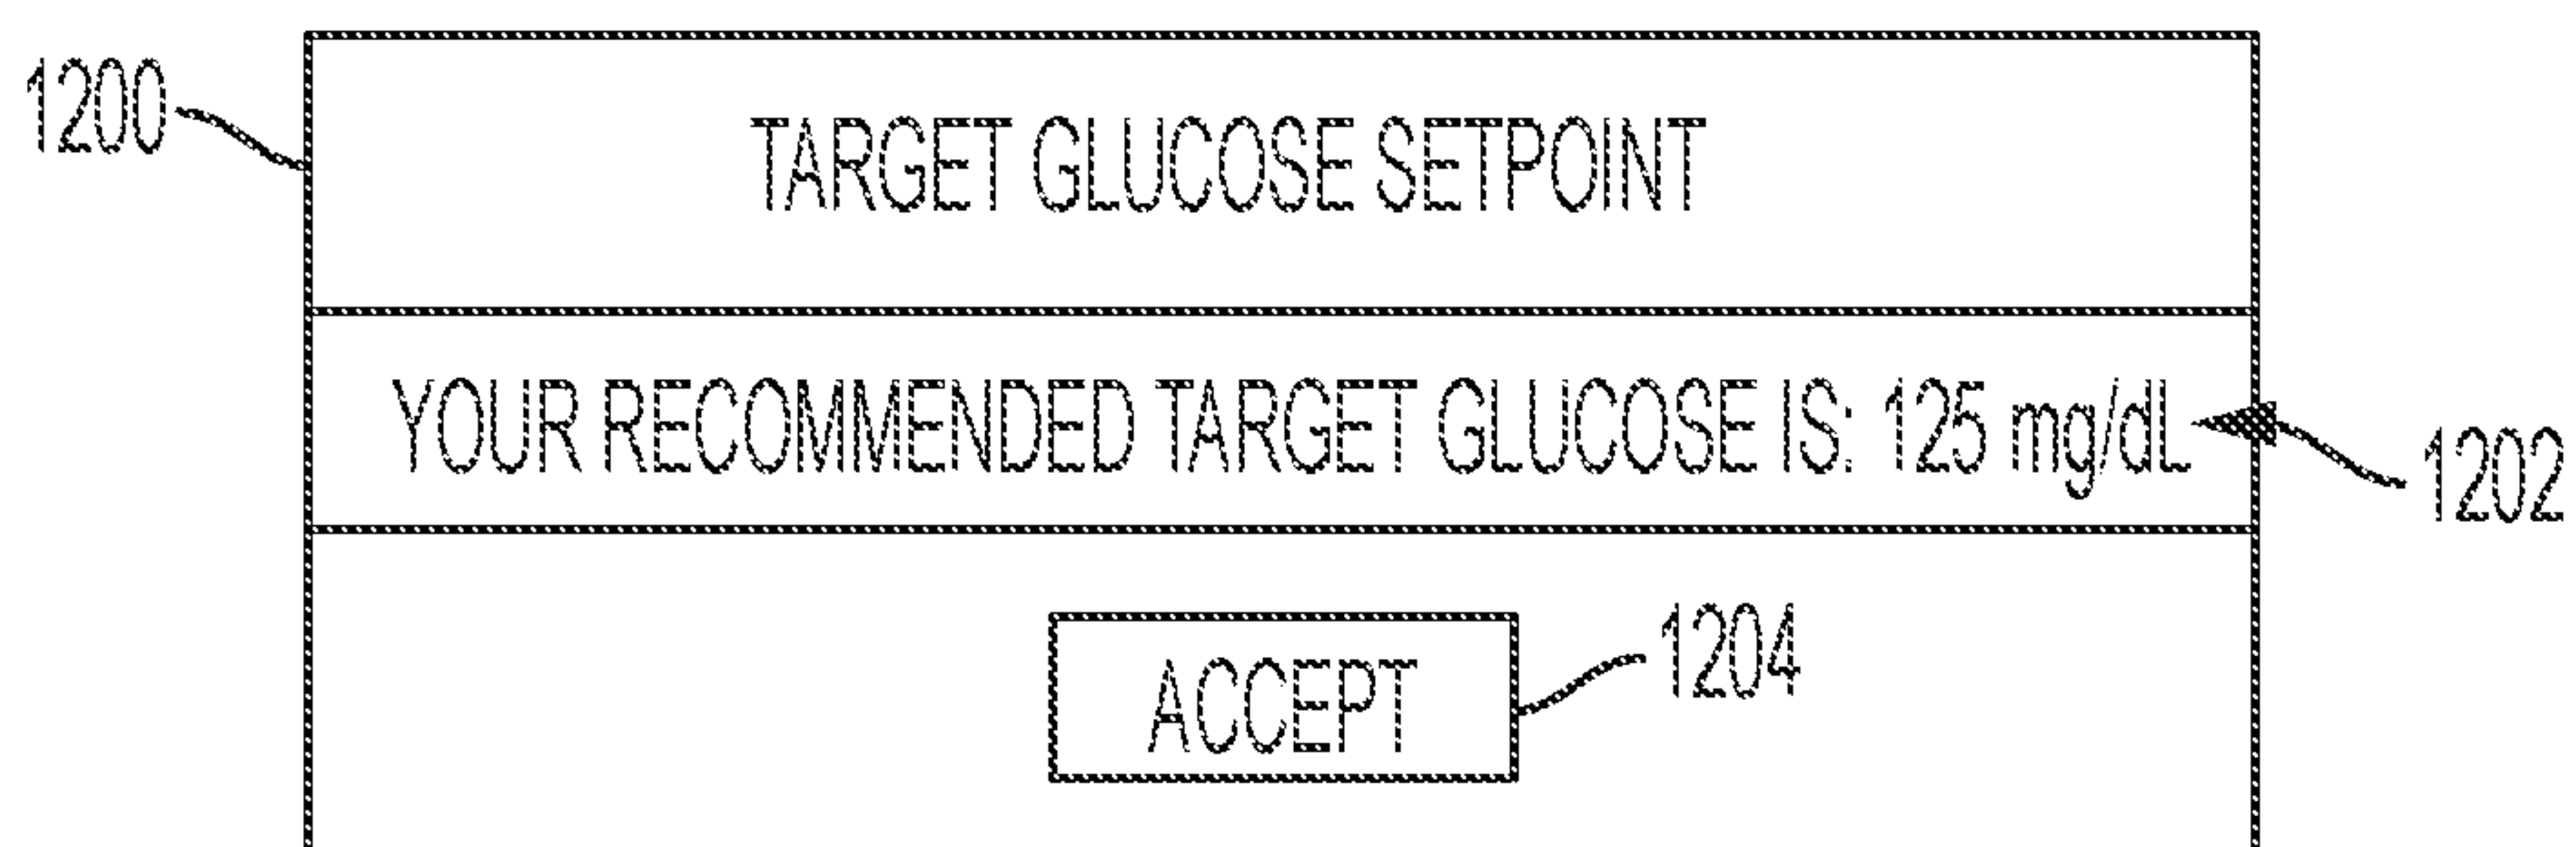 1200
TARGET GLUCOSE SETPOINT
YOUR RECOMMENDED TARGET GLUCOSE IS: 125 mg/dL
1202
ACCEPT
1204